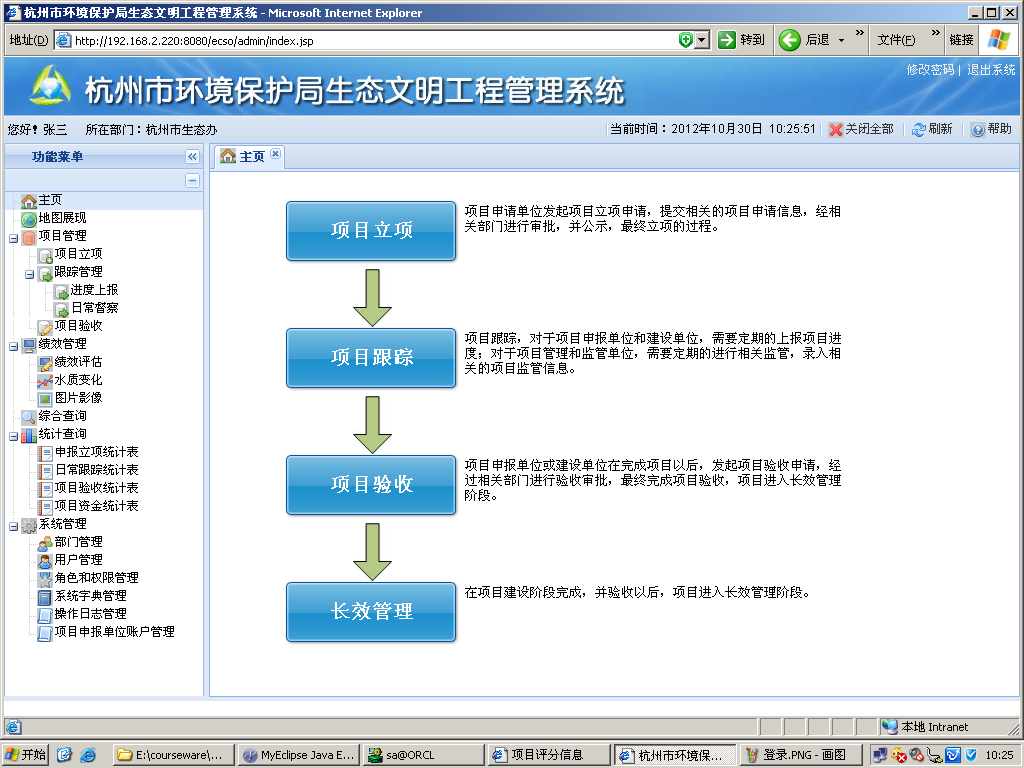 杭州市环境保护局生态文明工程管理系统 - Microsoft Internet Explorer
地址(D) http://192.168.2.220:8080/ecso/admin/index.jsp 转到 后退 文件(F) 链接
杭州市环境保护局生态文明工程管理系统
修改密码 | 退出系统
您好! 张三 所在部门：杭州市生态办 当前时间：2012年10月30日 10:25:51 关闭全部 刷新 帮助
功能菜单
主页
主页
地图展现
项目管理
项目立项
跟踪管理
进度上报
日常督察
项目验收
绩效管理
绩效评估
水质变化
图片影像
综合查询
统计查询
申报立项统计表
日常跟踪统计表
项目验收统计表
项目资金统计表
系统管理
部门管理
用户管理
角色和权限管理
系统字典管理
操作日志管理
项目申报单位账户管理
项目立项
项目申请单位发起项目立项申请，提交相关的项目申请信息，经相
关部门进行审批，并公示，最终立项的过程。
项目跟踪
项目跟踪，对于项目申报单位和建设单位，需要定期的上报项目进
度；对于项目管理和监管单位，需要定期的进行相关监管，录入相
关的项目监管信息。
项目验收
项目申报单位或建设单位在完成项目以后，发起项目验收申请，经
过相关部门进行验收审批，最终完成项目验收，项目进入长效管理
阶段。
长效管理
在项目建设阶段完成，并验收以后，项目进入长效管理阶段。
本地 Intranet
开始 E:\courseware\... MyEclipse Java E... sa@ORCL 项目评分信息 杭州市环境保... 登录.PNG - 画图 10:25